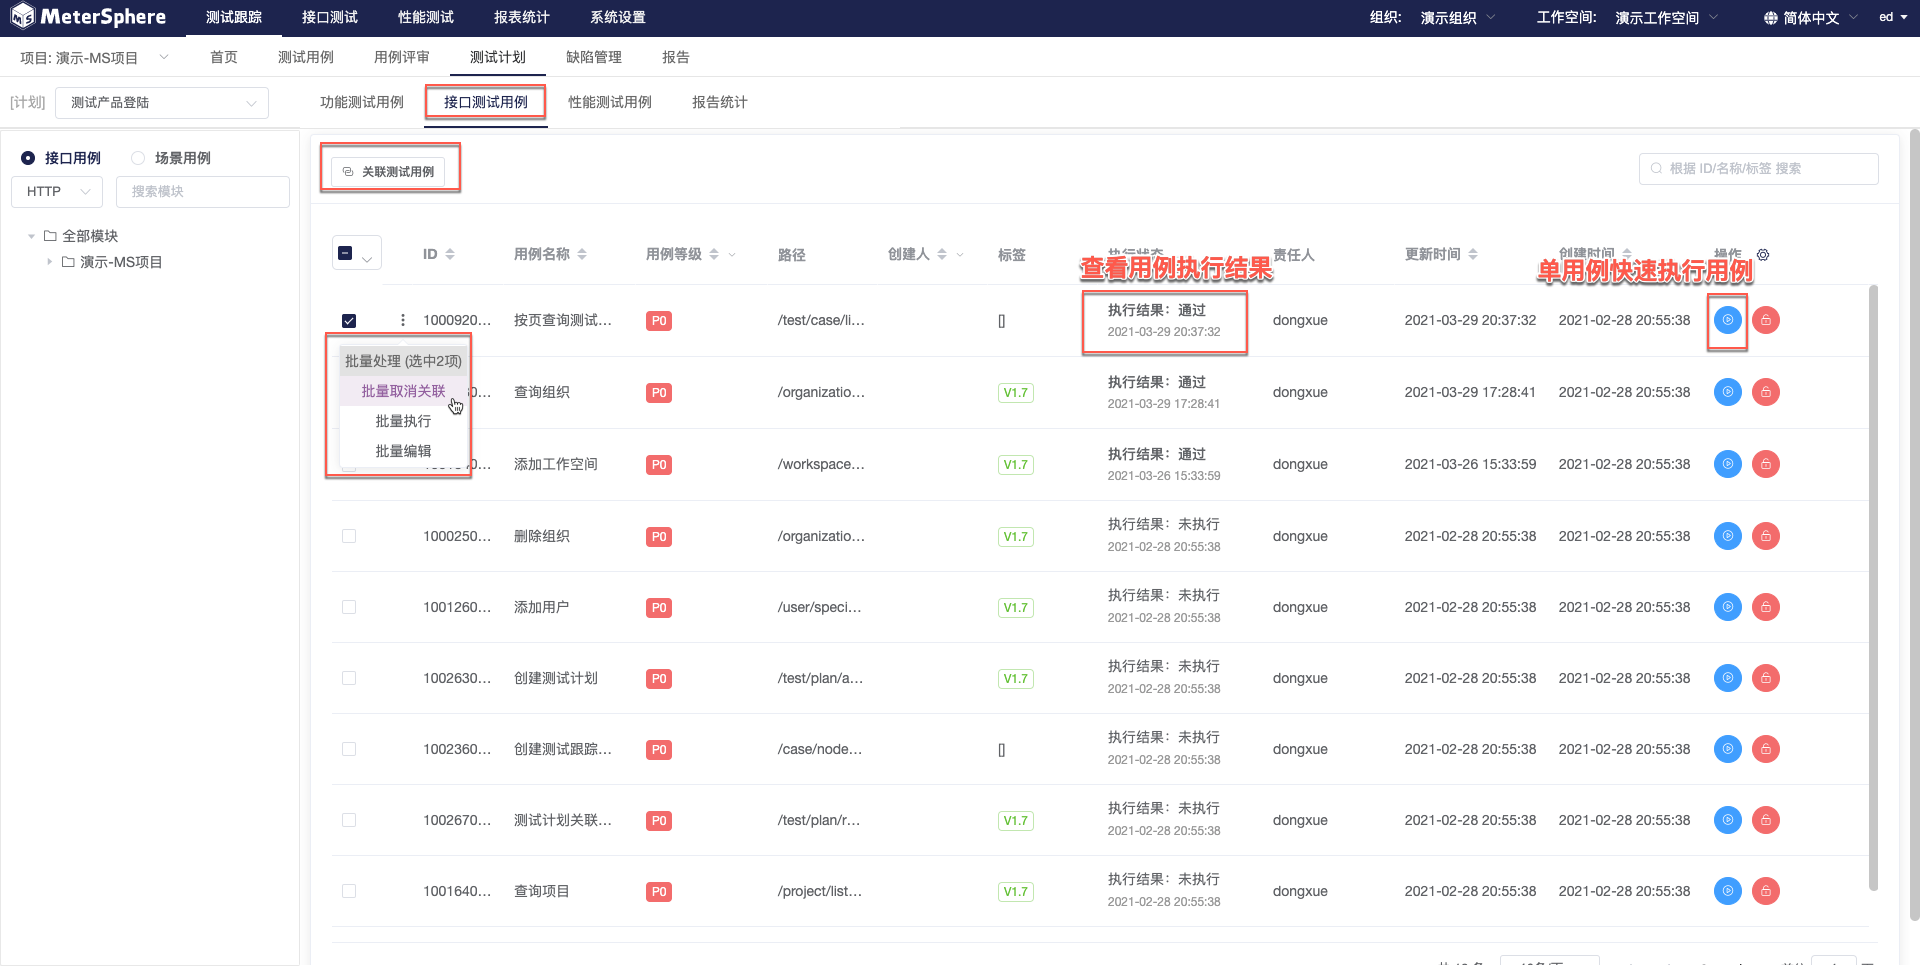 MeterSphere 测试跟踪 接口测试 性能测试 报表统计 系统设置 组织: 演示组织 工作空间: 演示工作空间 简体中文 ed
项目: 演示-MS项目 首页 测试用例 用例评审 测试计划 缺陷管理 报告
[计划] 测试产品登陆 功能测试用例 接口测试用例 性能测试用例 报告统计
接口用例 场景用例
HTTP 搜索模块
全部模块
演示-MS项目
关联测试用例 根据 ID/名称/标签 搜索
ID 用例名称 用例等级 路径 创建人 标签 执行状态 责任人 更新时间 创建时间 操作
查看用例执行结果 单用例快速执行用例
1000920... 按页查询测试... P0 /test/case/li... [] 执行结果：通过 dongxue 2021-03-29 20:37:32 2021-02-28 20:55:38
2021-03-29 20:37:32
批量处理 (选中2项)
批量取消关联
批量执行
批量编辑
查询组织 P0 /organizatio... V1.7 执行结果：通过 dongxue 2021-03-29 17:28:41 2021-02-28 20:55:38
2021-03-29 17:28:41
添加工作空间 P0 /workspace... V1.7 执行结果：通过 dongxue 2021-03-26 15:33:59 2021-02-28 20:55:38
2021-03-26 15:33:59
1000250... 删除组织 P0 /organizatio... V1.7 执行结果：未执行 dongxue 2021-02-28 20:55:38 2021-02-28 20:55:38
2021-02-28 20:55:38
1001260... 添加用户 P0 /user/speci... V1.7 执行结果：未执行 dongxue 2021-02-28 20:55:38 2021-02-28 20:55:38
2021-02-28 20:55:38
1002630... 创建测试计划 P0 /test/plan/a... V1.7 执行结果：未执行 dongxue 2021-02-28 20:55:38 2021-02-28 20:55:38
2021-02-28 20:55:38
1002360... 创建测试跟踪... P0 /case/node... [] 执行结果：未执行 dongxue 2021-02-28 20:55:38 2021-02-28 20:55:38
2021-02-28 20:55:38
1002670... 测试计划关联... P0 /test/plan/r... V1.7 执行结果：未执行 dongxue 2021-02-28 20:55:38 2021-02-28 20:55:38
2021-02-28 20:55:38
1001640... 查询项目 P0 /project/list... V1.7 执行结果：未执行 dongxue 2021-02-28 20:55:38 2021-02-28 20:55:38
2021-02-28 20:55:38